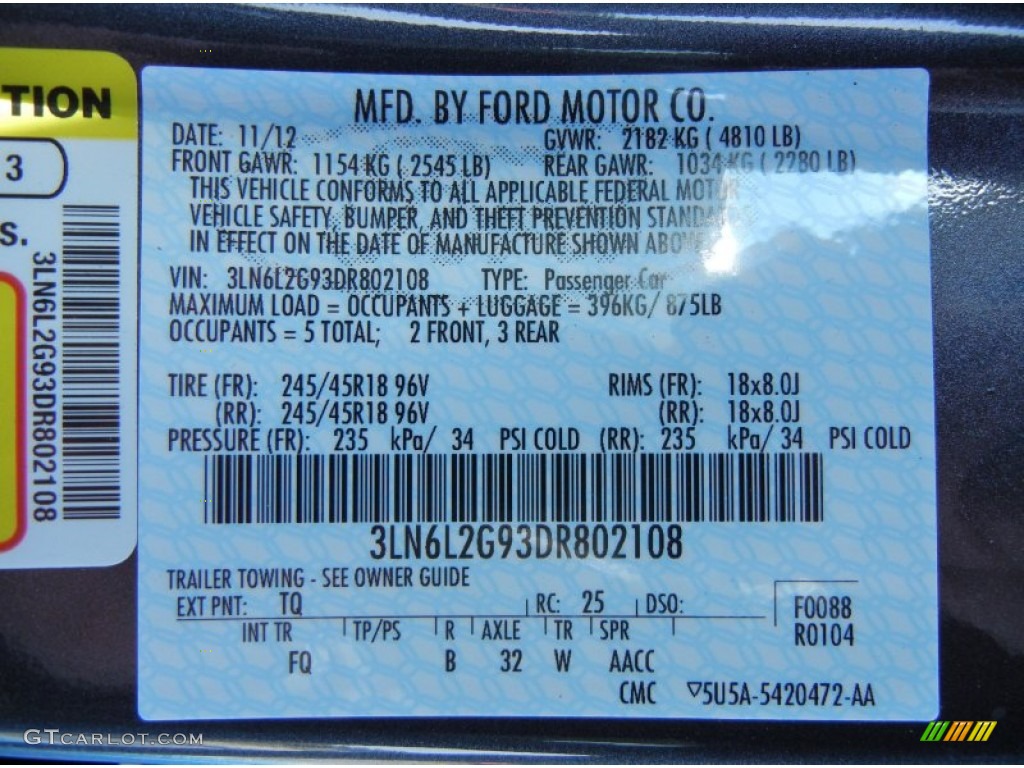 TION
3
S.
3LN6L2G93DR802108
MFD. BY FORD MOTOR CO.
DATE: 11/12 GVWR: 2182 KG ( 4810 LB)
FRONT GAWR: 1154 KG ( 2545 LB) REAR GAWR: 1034 KG ( 2280 LB)
THIS VEHICLE CONFORMS TO ALL APPLICABLE FEDERAL MOTOR
VEHICLE SAFETY, BUMPER, AND THEFT PREVENTION STANDA
IN EFFECT ON THE DATE OF MANUFACTURE SHOWN ABOVE
VIN: 3LN6L2G93DR802108 TYPE: Passenger Car
MAXIMUM LOAD = OCCUPANTS + LUGGAGE = 396KG/ 875LB
OCCUPANTS = 5 TOTAL; 2 FRONT, 3 REAR
TIRE (FR): 245/45R18 96V RIMS (FR): 18x8.0J
(RR): 245/45R18 96V (RR): 18x8.0J
PRESSURE (FR): 235 kPa/ 34 PSI COLD (RR): 235 kPa/ 34 PSI COLD
3LN6L2G93DR802108
TRAILER TOWING - SEE OWNER GUIDE
EXT PNT: TQ RC: 25 DSO: F0088
INT TR TP/PS R AXLE TR SPR R0104
FQ B 32 W AACC
CMC ▽5U5A-5420472-AA
GTCARLOT.COM